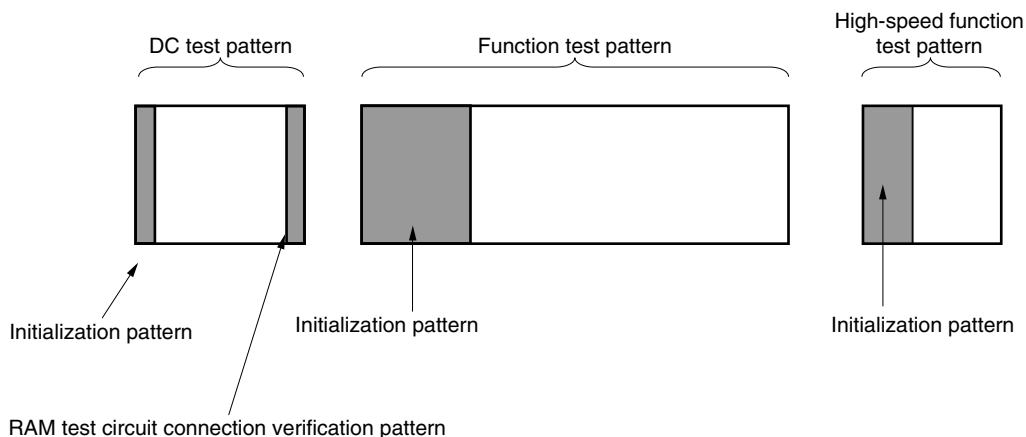 High-speed function
test pattern
DC test pattern
Function test pattern
Initialization pattern
Initialization pattern
Initialization pattern
RAM test circuit connection verification pattern